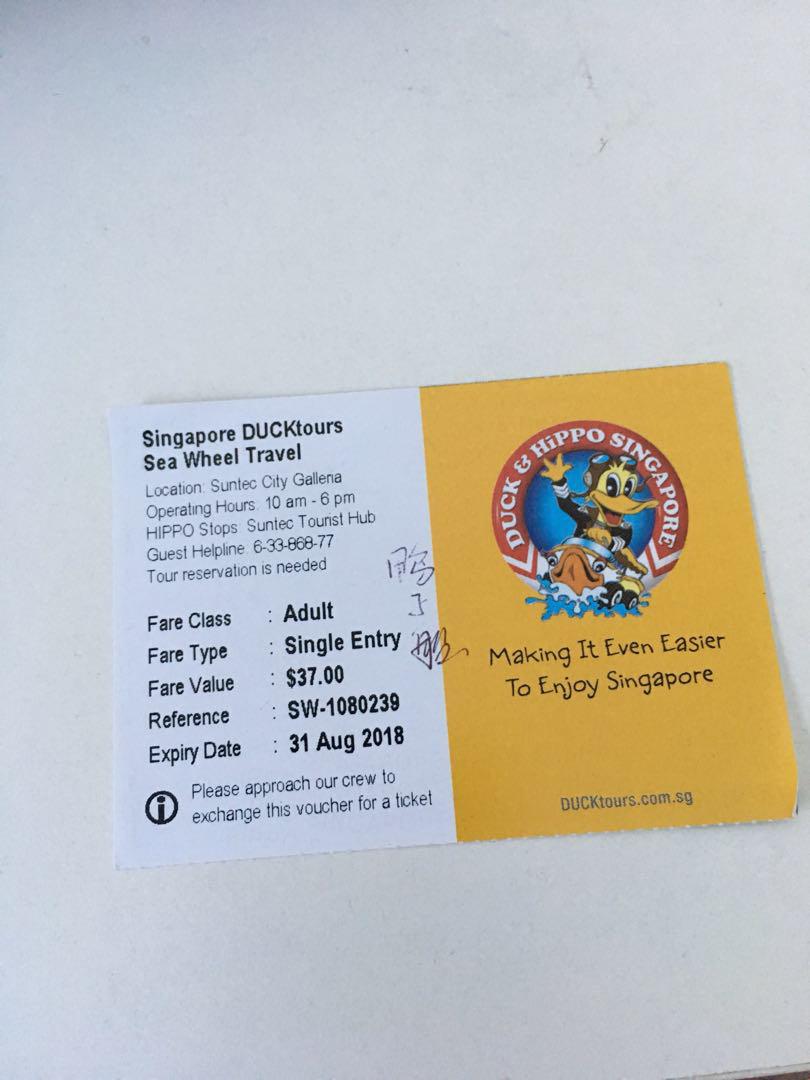 Singapore DUCKtours
Sea Wheel Travel
Location: Suntec City Galleria
Operating Hours: 10 am - 6 pm
HIPPO Stops: Suntec Tourist Hub
Guest Helpline: 6-33-868-77
Tour reservation is needed
Fare Class : Adult
Fare Type : Single Entry
Fare Value : $37.00
Reference : SW-1080239
Expiry Date : 31 Aug 2018
Please approach our crew to
exchange this voucher for a ticket
DUCK & HiPPO SINGAPORE
Making It Even Easier
To Enjoy Singapore
DUCKtours.com.sg